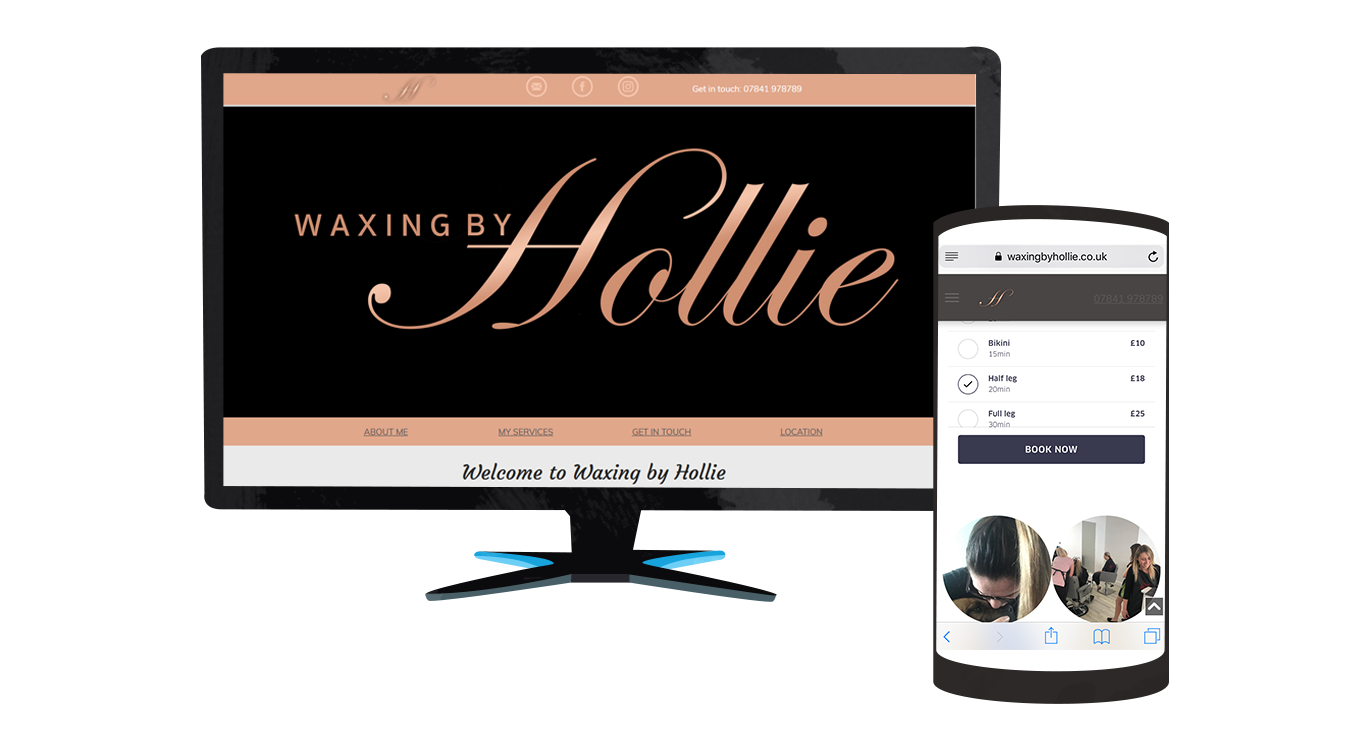 H
Get in touch: 07841 978789
WAXING BY Hollie
ABOUT ME MY SERVICES GET IN TOUCH LOCATION
Welcome to Waxing by Hollie
waxingbyhollie.co.uk
H 07841 978789
Bikini £10
15min
Half leg £18
20min
Full leg £25
30min
BOOK NOW